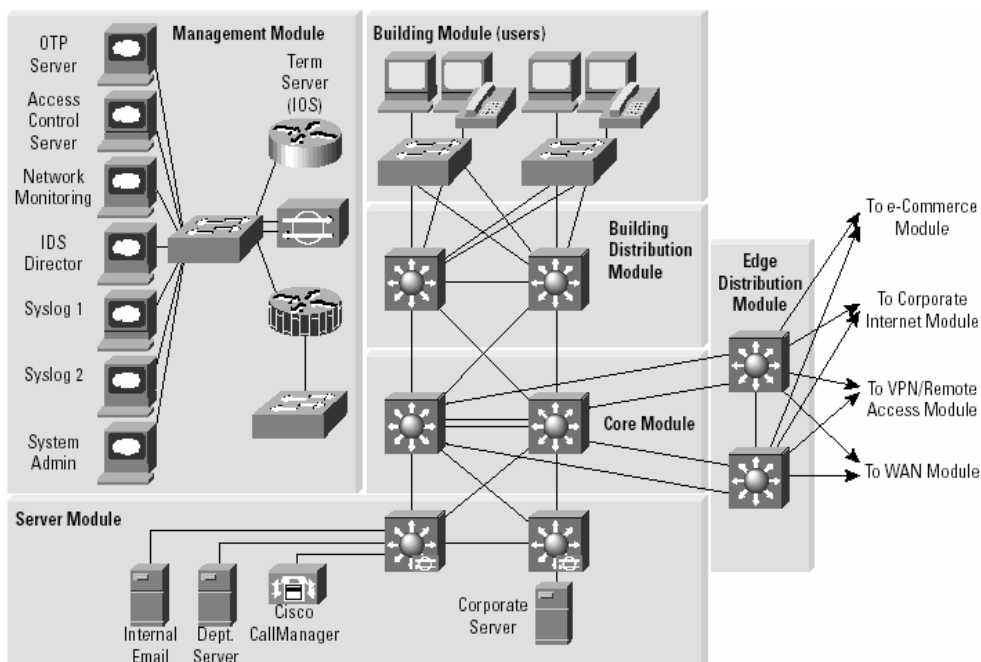 Management Module
OTP
Server
Access
Control
Server
Network
Monitoring
IDS
Director
Syslog 1
Syslog 2
System
Admin
Term
Server
(IOS)
Building Module (users)
Building
Distribution
Module
Core Module
Edge
Distribution
Module
To e-Commerce
Module
To Corporate
Internet Module
To VPN/Remote
Access Module
To WAN Module
Server Module
Internal
Email
Dept.
Server
Cisco
CallManager
Corporate
Server